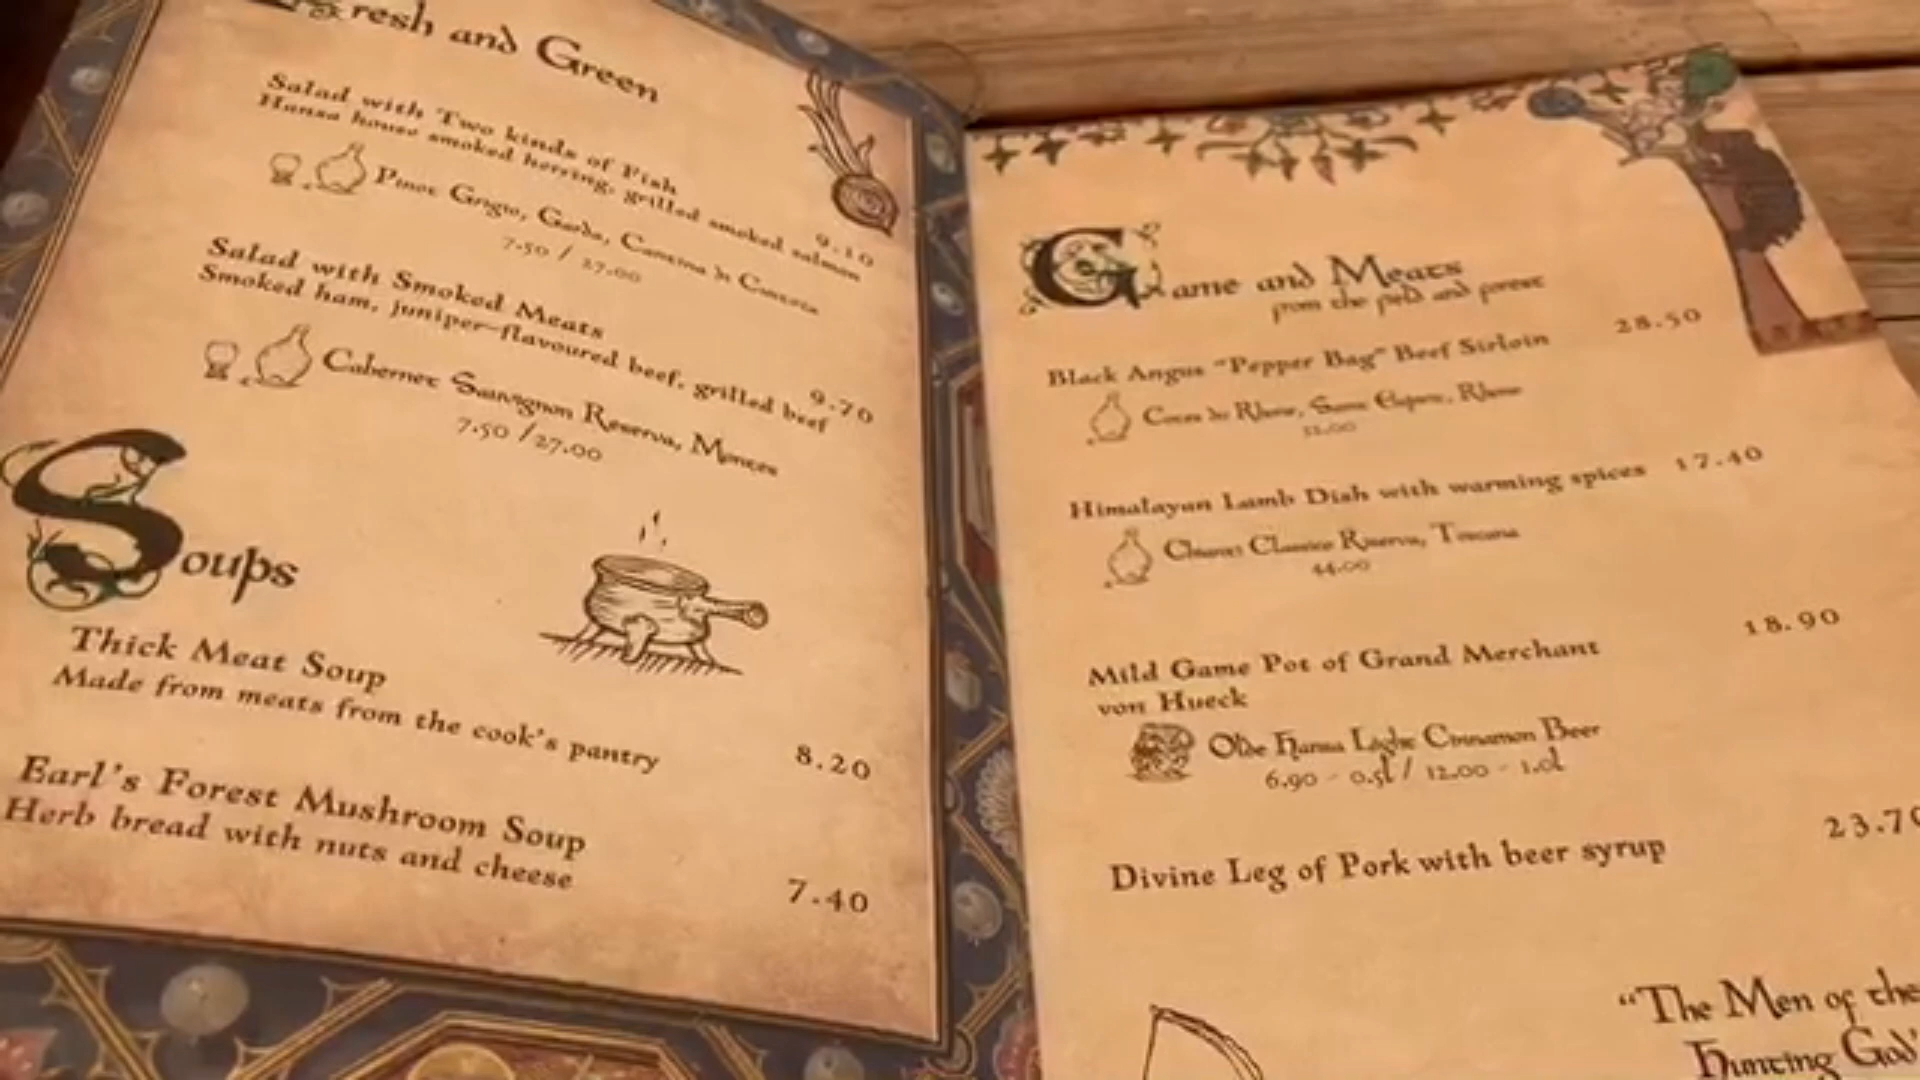 Fresh and Green
Salad with Two kinds of Fish
Hansa house smoked herring, grilled smoked salmon
9.10
Pinot Grigio, Garda, Cantina di
7.50 / 27.00
Salad with Smoked Meats
Smoked ham, juniper-flavoured beef, grilled beef
9.70
Cabernet Sauvignon Reserva, Montes
7.50 / 27.00
Soups
Thick Meat Soup
Made from meats from the cook's pantry
8.20
Earl's Forest Mushroom Soup
Herb bread with nuts and cheese
7.40
Game and Meats
from the field and forest
Black Angus "Pepper Bag" Beef Sirloin 28.50
Rhone
Himalayan Lamb Dish with warming spices 17.40
Chianti Classico Riserva, Toscana
44.00
18.90
Mild Game Pot of Grand Merchant
von Hueck
Olde Hansa Light Cinnamon Beer
6.90 - 0.5l / 12.00 - 1.0l
Divine Leg of Pork with beer syrup 23.70
"The Men of the
Hunting God